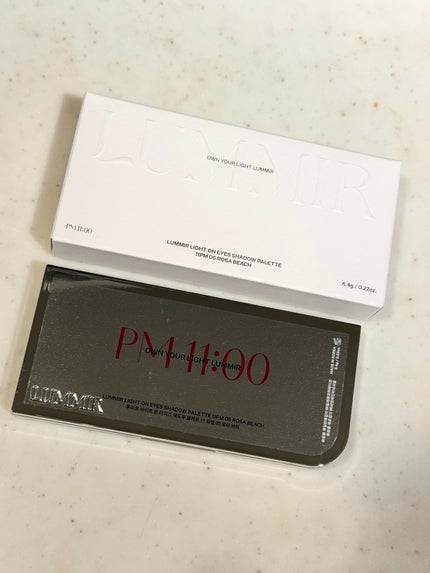 LUMMIR
OWN YOUR LIGHT LUMMIR
PM 11:00
LUMMIR LIGHT ON EYES SHADOW PALETTE
11PM 05 ROSA BEACH
6.4g / 0.22oz.
PM 11:00
OWN YOUR LIGHT LUMMIR
LUMMIR
LUMMIR LIGHT ON EYES SHADOW PALETTE 11PM 05 ROSA BEACH